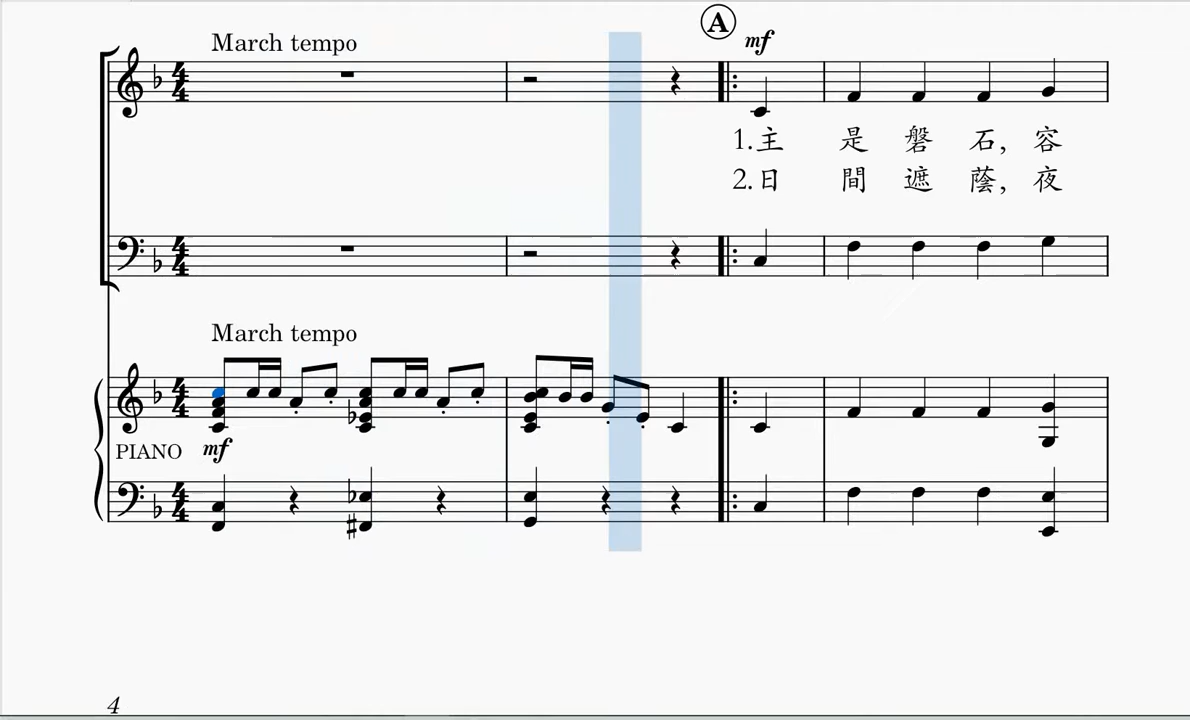 A
March tempo
mf
1.主 是 磐 石, 容
2.日 間 遮 蔭, 夜
March tempo
PIANO mf
4